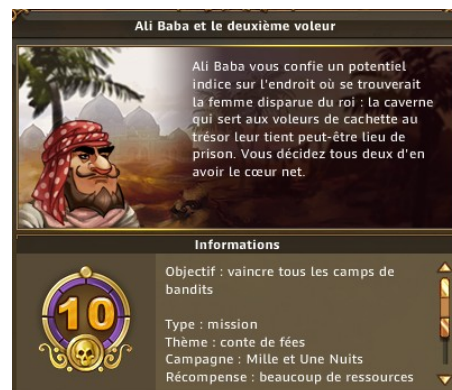 Ali Baba et le deuxième voleur
Ali Baba vous confie un potentiel
indice sur l'endroit où se trouverait
la femme disparue du roi : la caverne
qui sert aux voleurs de cachette au
trésor leur tient peut-être lieu de
prison. Vous décidez tous deux d'en
avoir le cœur net.
Informations
10
Objectif : vaincre tous les camps de
bandits
Type : mission
Thème : conte de fées
Campagne : Mille et Une Nuits
Récompense : beaucoup de ressources